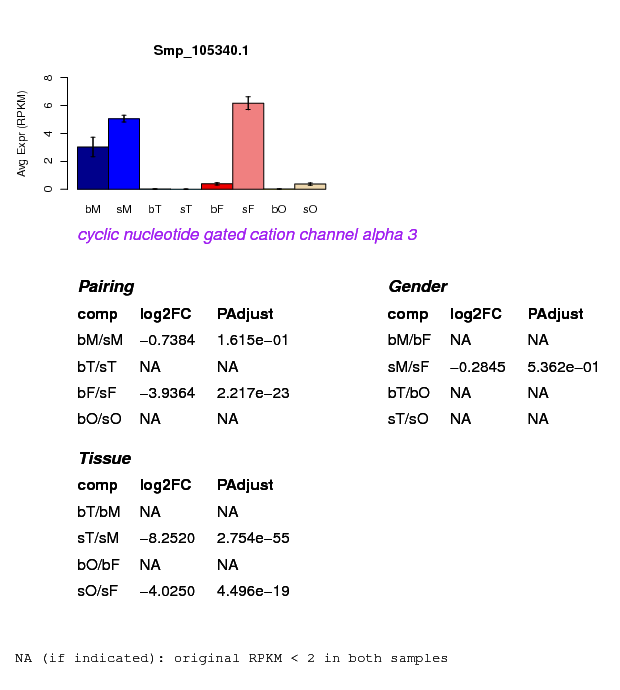 Smp_105340.1
Avg Expr (RPKM)
8
6
4
2
0
bM sM bT sT bF sF bO sO
cyclic nucleotide gated cation channel alpha 3
Pairing
comp log2FC PAdjust
bM/sM −0.7384 1.615e−01
bT/sT NA NA
bF/sF −3.9364 2.217e−23
bO/sO NA NA
Gender
comp log2FC PAdjust
bM/bF NA NA
sM/sF −0.2845 5.362e−01
bT/bO NA NA
sT/sO NA NA
Tissue
comp log2FC PAdjust
bT/bM NA NA
sT/sM −8.2520 2.754e−55
bO/bF NA NA
sO/sF −4.0250 4.496e−19
NA (if indicated): original RPKM < 2 in both samples